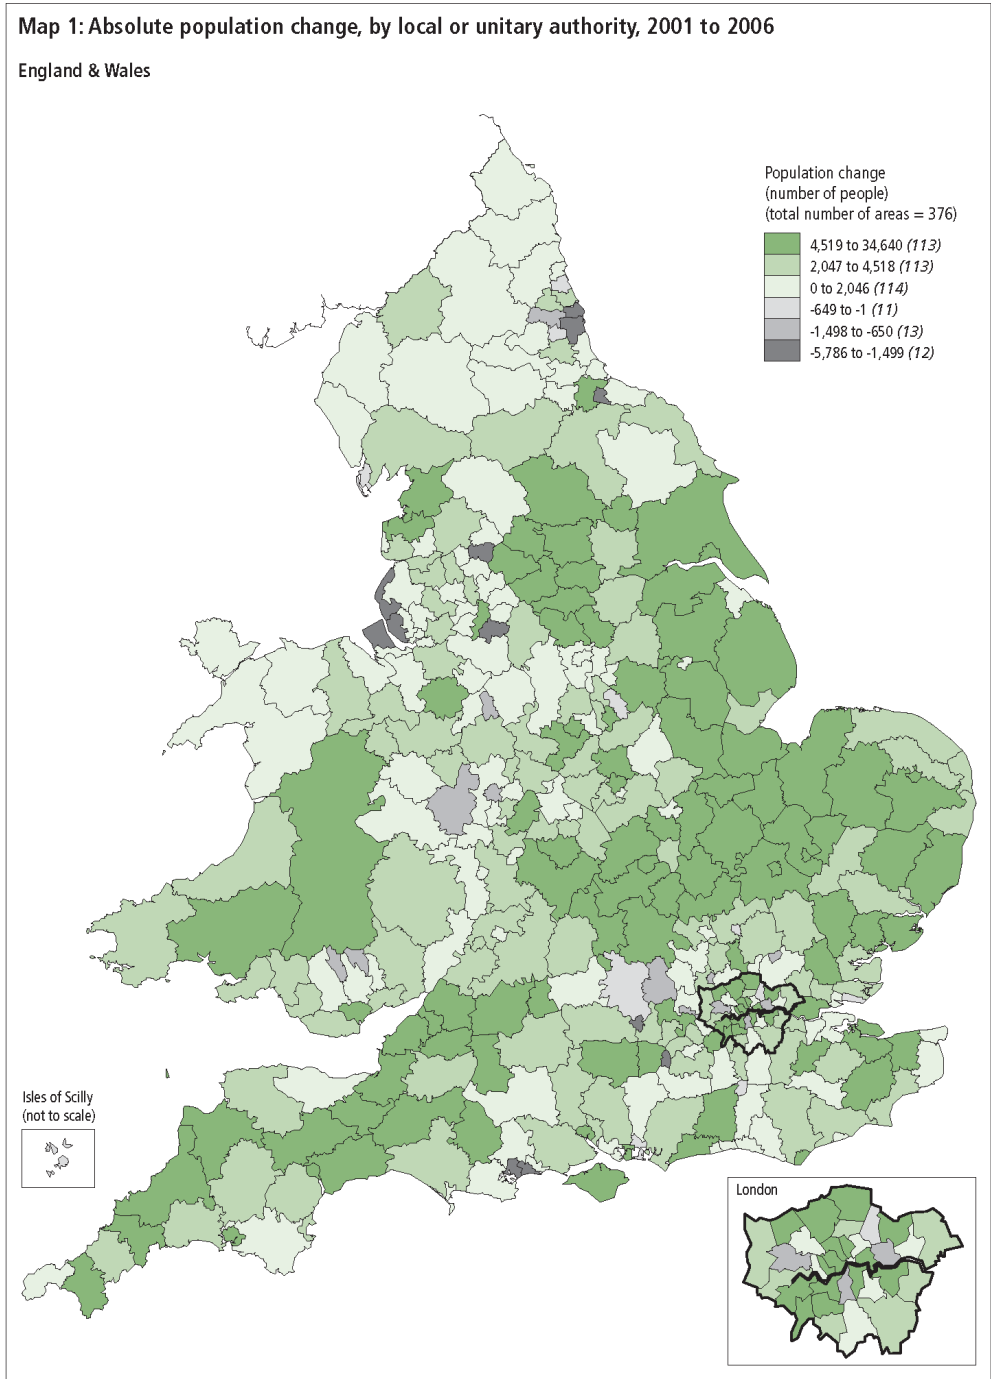 Map 1: Absolute population change, by local or unitary authority, 2001 to 2006
England & Wales
Population change
(number of people)
(total number of areas = 376)
4,519 to 34,640 (113)
2,047 to 4,518 (113)
0 to 2,046 (114)
-649 to -1 (11)
-1,498 to -650 (13)
-5,786 to -1,499 (12)
Isles of Scilly
(not to scale)
London